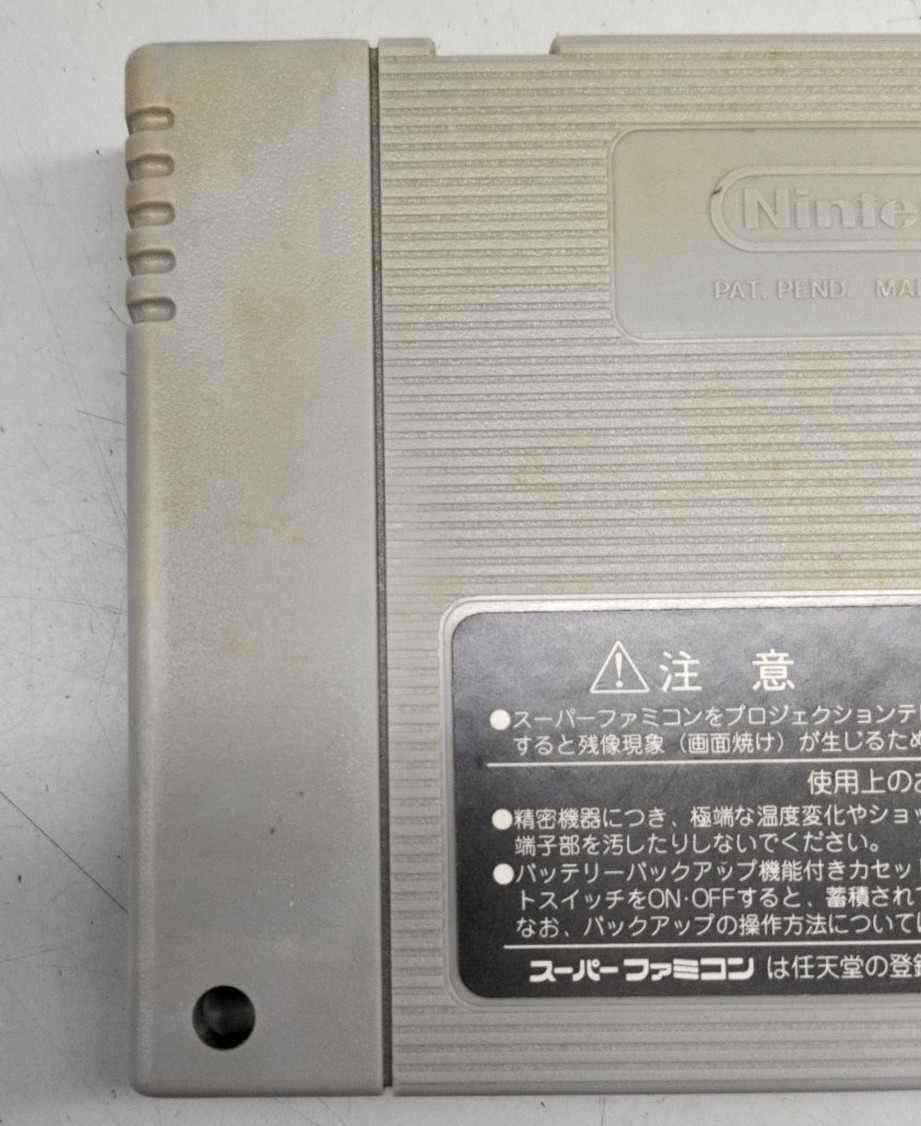 Ninte
PAT. PEND. MA
注 意
●スーパーファミコンをプロジェクションテ
すると残像現象（画面焼け）が生じるため
使用上のお
●精密機器につき、極端な温度変化やショッ
端子部を汚したりしないでください。
●バッテリーバックアップ機能付きカセット
トスイッチをON·OFFすると、蓄積され
なお、バックアップの操作方法については
スーパーファミコン は任天堂の登録